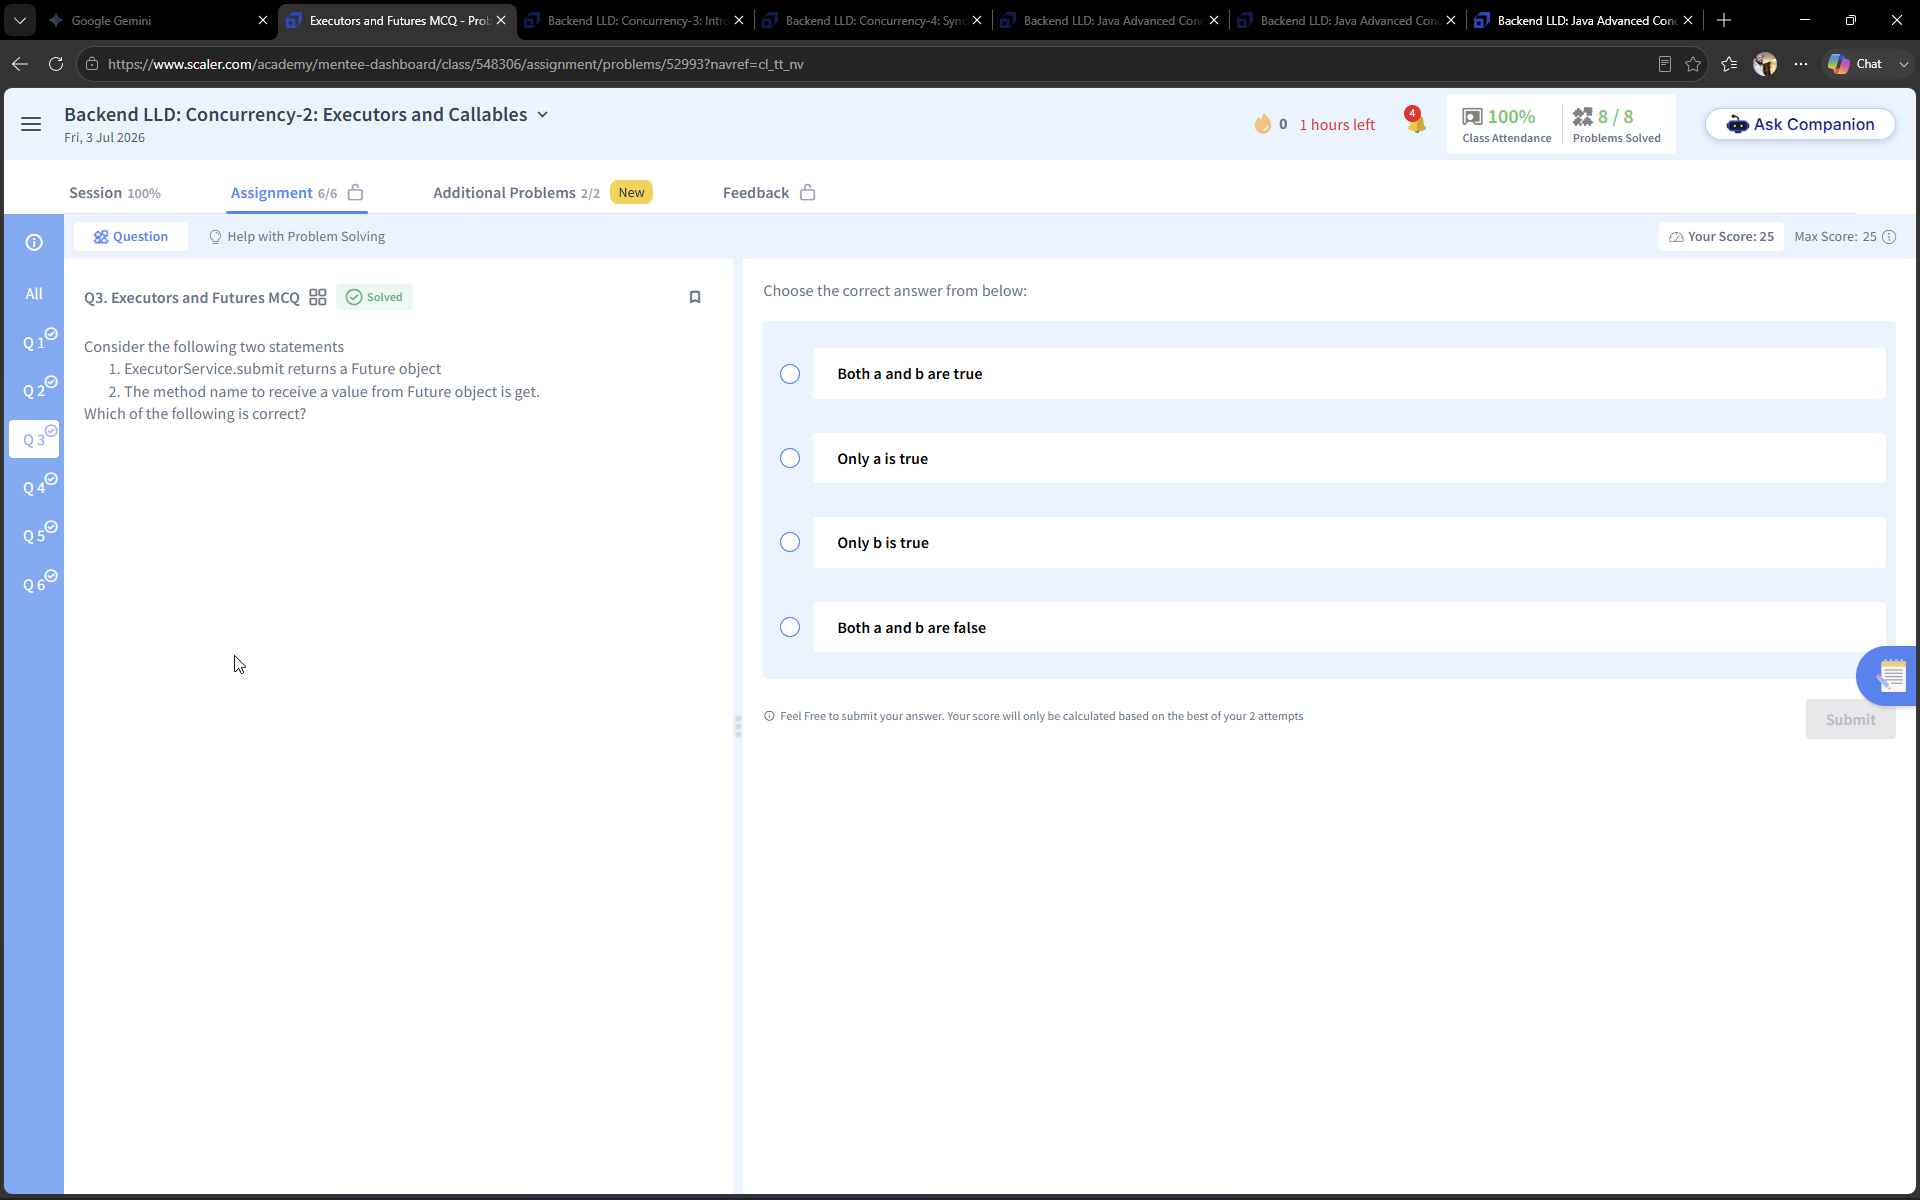 Google Gemini
Executors and Futures MCQ - Prob
Backend LLD: Concurrency-3: Intro
Backend LLD: Concurrency-4: Sync
Backend LLD: Java Advanced Conc
Backend LLD: Java Advanced Conc
Backend LLD: Java Advanced Conc
https://www.scaler.com/academy/mentee-dashboard/class/548306/assignment/problems/52993?navref=cl_tt_nv
Chat
Backend LLD: Concurrency-2: Executors and Callables
Fri, 3 Jul 2026
0
1 hours left
4
100%
Class Attendance
8 / 8
Problems Solved
Ask Companion
Session 100%
Assignment 6/6
Additional Problems 2/2
New
Feedback
Question
Help with Problem Solving
Your Score: 25
Max Score: 25
All
Q 1
Q 2
Q 3
Q 4
Q 5
Q 6
Q3. Executors and Futures MCQ
Solved
Consider the following two statements
1. ExecutorService.submit returns a Future object
2. The method name to receive a value from Future object is get.
Which of the following is correct?
Choose the correct answer from below:
Both a and b are true
Only a is true
Only b is true
Both a and b are false
Feel Free to submit your answer. Your score will only be calculated based on the best of your 2 attempts
Submit